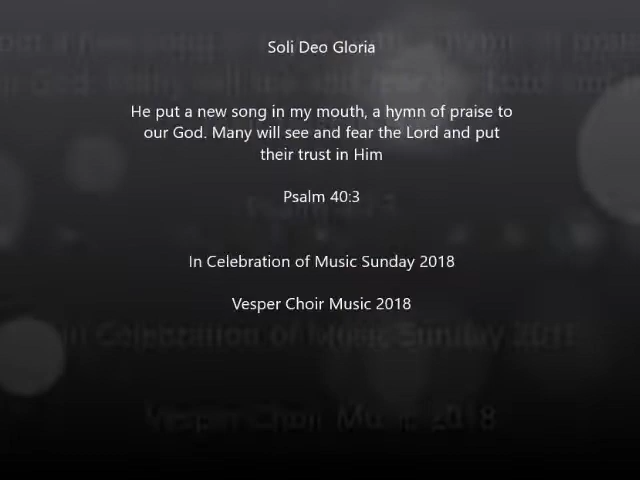 Soli Deo Gloria
He put a new song in my mouth, a hymn of praise to
our God. Many will see and fear the Lord and put
their trust in Him
Psalm 40:3
In Celebration of Music Sunday 2018
Vesper Choir Music 2018